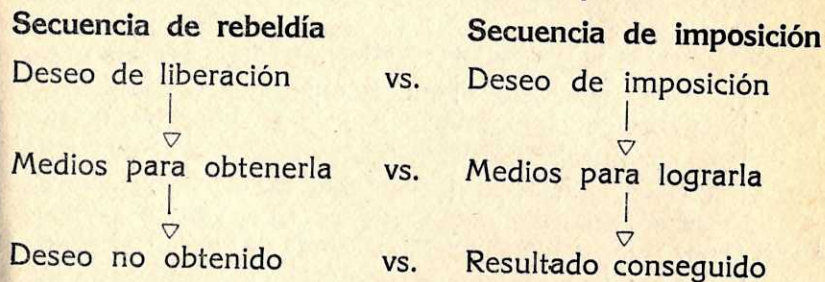 Secuencia de rebeldía Secuencia de imposición
Deseo de liberación vs. Deseo de imposición
Medios para obtenerla vs. Medios para lograrla
Deseo no obtenido vs. Resultado conseguido